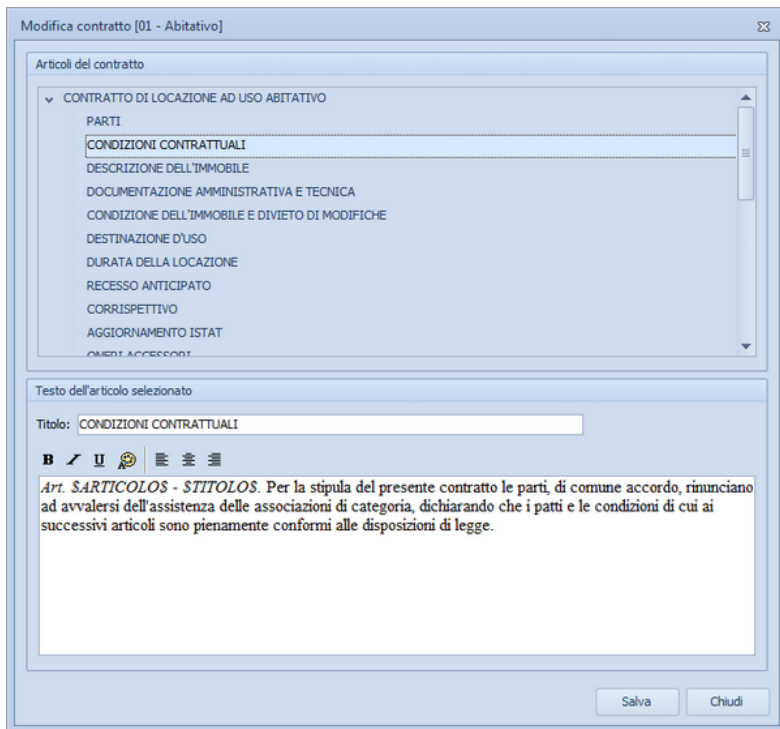 Modifica contratto [01 - Abitativo]
Articoli del contratto
CONTRATTO DI LOCAZIONE AD USO ABITATIVO
PARTI
CONDIZIONI CONTRATTUALI
DESCRIZIONE DELL'IMMOBILE
DOCUMENTAZIONE AMMINISTRATIVA E TECNICA
CONDIZIONE DELL'IMMOBILE E DIVIETO DI MODIFICHE
DESTINAZIONE D'USO
DURATA DELLA LOCAZIONE
RECESSO ANTICIPATO
CORRISPETTIVO
AGGIORNAMENTO ISTAT
ONERI ACCESSORI
Testo dell'articolo selezionato
Titolo: CONDIZIONI CONTRATTUALI
B I U
Art. $ARTICOLO$ - $TITOLO$. Per la stipula del presente contratto le parti, di comune accordo, rinunciano
ad avvalersi dell'assistenza delle associazioni di categoria, dichiarando che i patti e le condizioni di cui ai
successivi articoli sono pienamente conformi alle disposizioni di legge.
Salva Chiudi